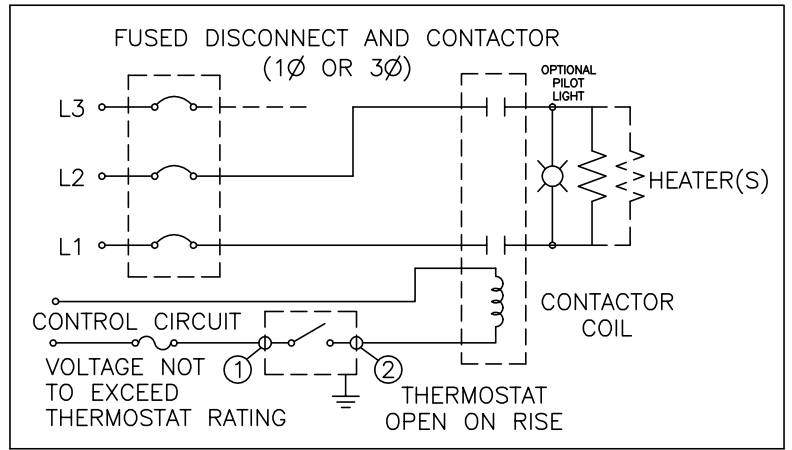 FUSED DISCONNECT AND CONTACTOR
(1Ø OR 3Ø)
OPTIONAL
PILOT
LIGHT
L3
L2
HEATER(S)
L1
CONTACTOR
COIL
CONTROL CIRCUIT
1
2
VOLTAGE NOT
TO EXCEED
THERMOSTAT RATING
THERMOSTAT
OPEN ON RISE